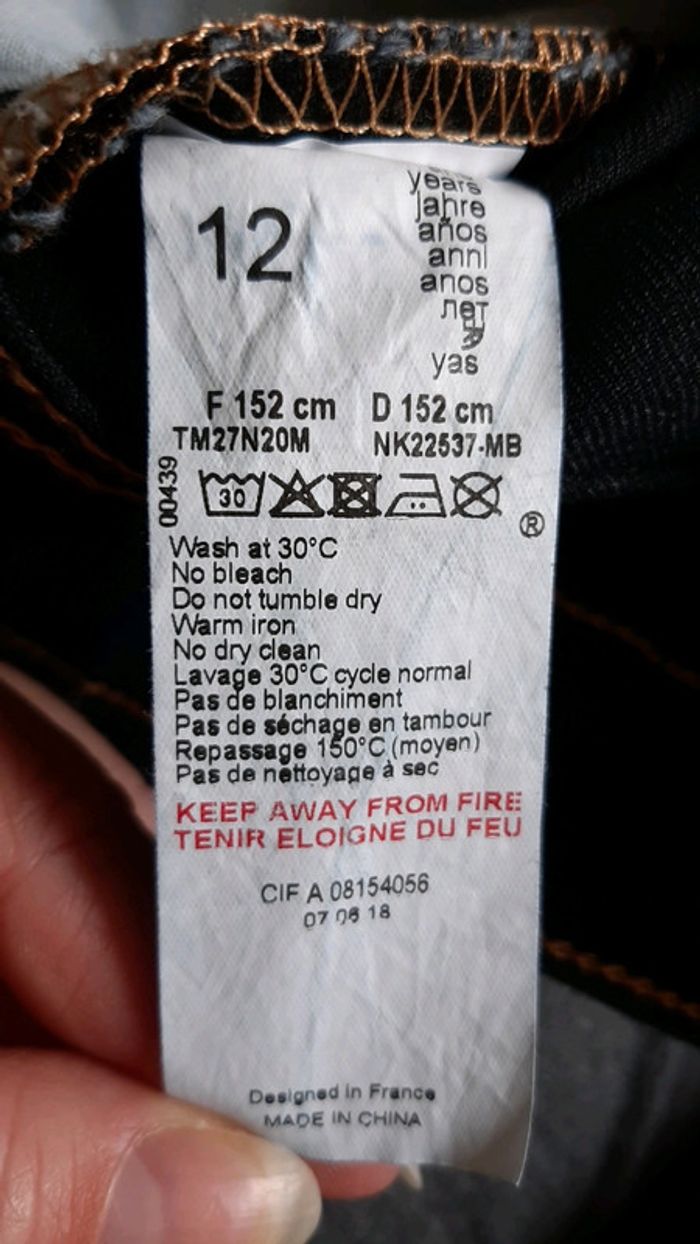 12
years
Jahre
años
anni
anos
лет
yas
F 152 cm D 152 cm
TM27N20M NK22537-MB
00439
30
®
Wash at 30°C
No bleach
Do not tumble dry
Warm iron
No dry clean
Lavage 30°C cycle normal
Pas de blanchiment
Pas de séchage en tambour
Repassage 150°C (moyen)
Pas de nettoyage à sec
KEEP AWAY FROM FIRE
TENIR ELOIGNE DU FEU
CIF A 08154056
07 06 18
Designed in France
MADE IN CHINA